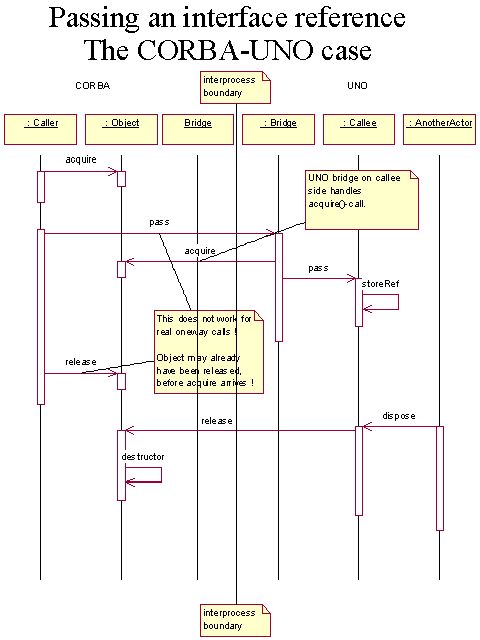 Passing an interface reference
The CORBA-UNO case
CORBA
interprocess
boundary
UNO
: Caller
: Object
Bridge
: Bridge
: Callee
: AnotherActor
acquire
UNO bridge on callee
side handles
acquire()-call.
pass
acquire
pass
storeRef
This does not work for
real oneway calls !
Object may already
have been released,
before acquire arrives !
release
release
dispose
destructor
interprocess
boundary